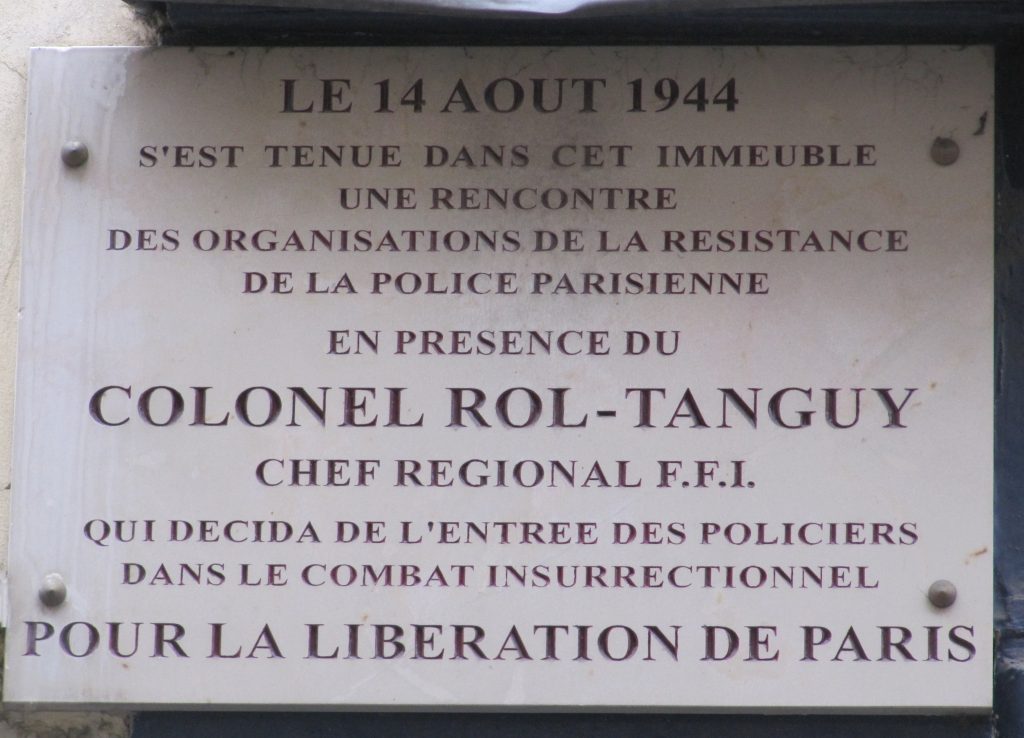 LE 14 AOUT 1944
S'EST TENUE DANS CET IMMEUBLE
UNE RENCONTRE
DES ORGANISATIONS DE LA RESISTANCE
DE LA POLICE PARISIENNE
EN PRESENCE DU
COLONEL ROL-TANGUY
CHEF REGIONAL F.F.I.
QUI DECIDA DE L'ENTREE DES POLICIERS
DANS LE COMBAT INSURRECTIONNEL
POUR LA LIBERATION DE PARIS